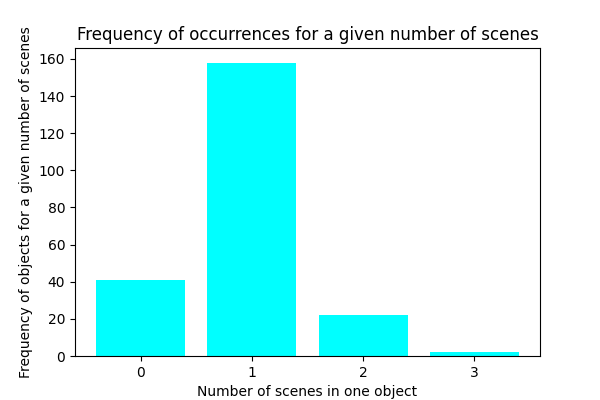 Frequency of occurrences for a given number of scenes
Frequency of objects for a given number of scenes
160
140
120
100
80
60
40
20
0
0 1 2 3
Number of scenes in one object